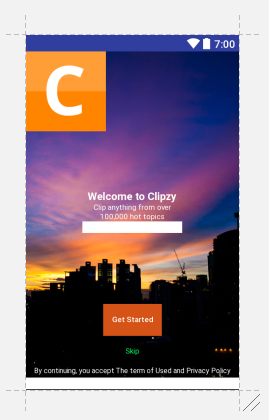 7:00
C
Welcome to Clipzy
Clip anything from over
100,000 hot topics
Get Started
Skip
By continuing, you accept The term of Used and Privacy Policy